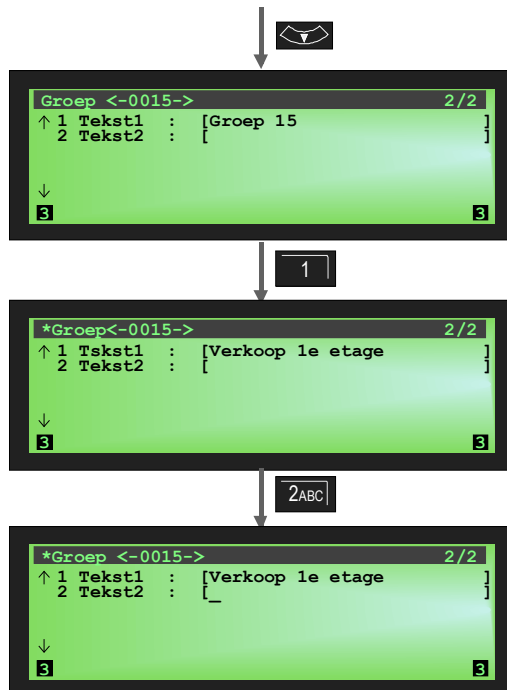 Groep <-0015-> 2/2
↑ 1 Tekst1 : [Groep 15 ]
2 Tekst2 : [ ]
↓
3 3
1
*Groep<-0015-> 2/2
↑ 1 Tskst1 : [Verkoop 1e etage ]
2 Tekst2 : [ ]
↓
3 3
2ABC
*Groep <-0015-> 2/2
↑ 1 Tekst1 : [Verkoop 1e etage ]
2 Tekst2 : [_ ]
↓
3 3